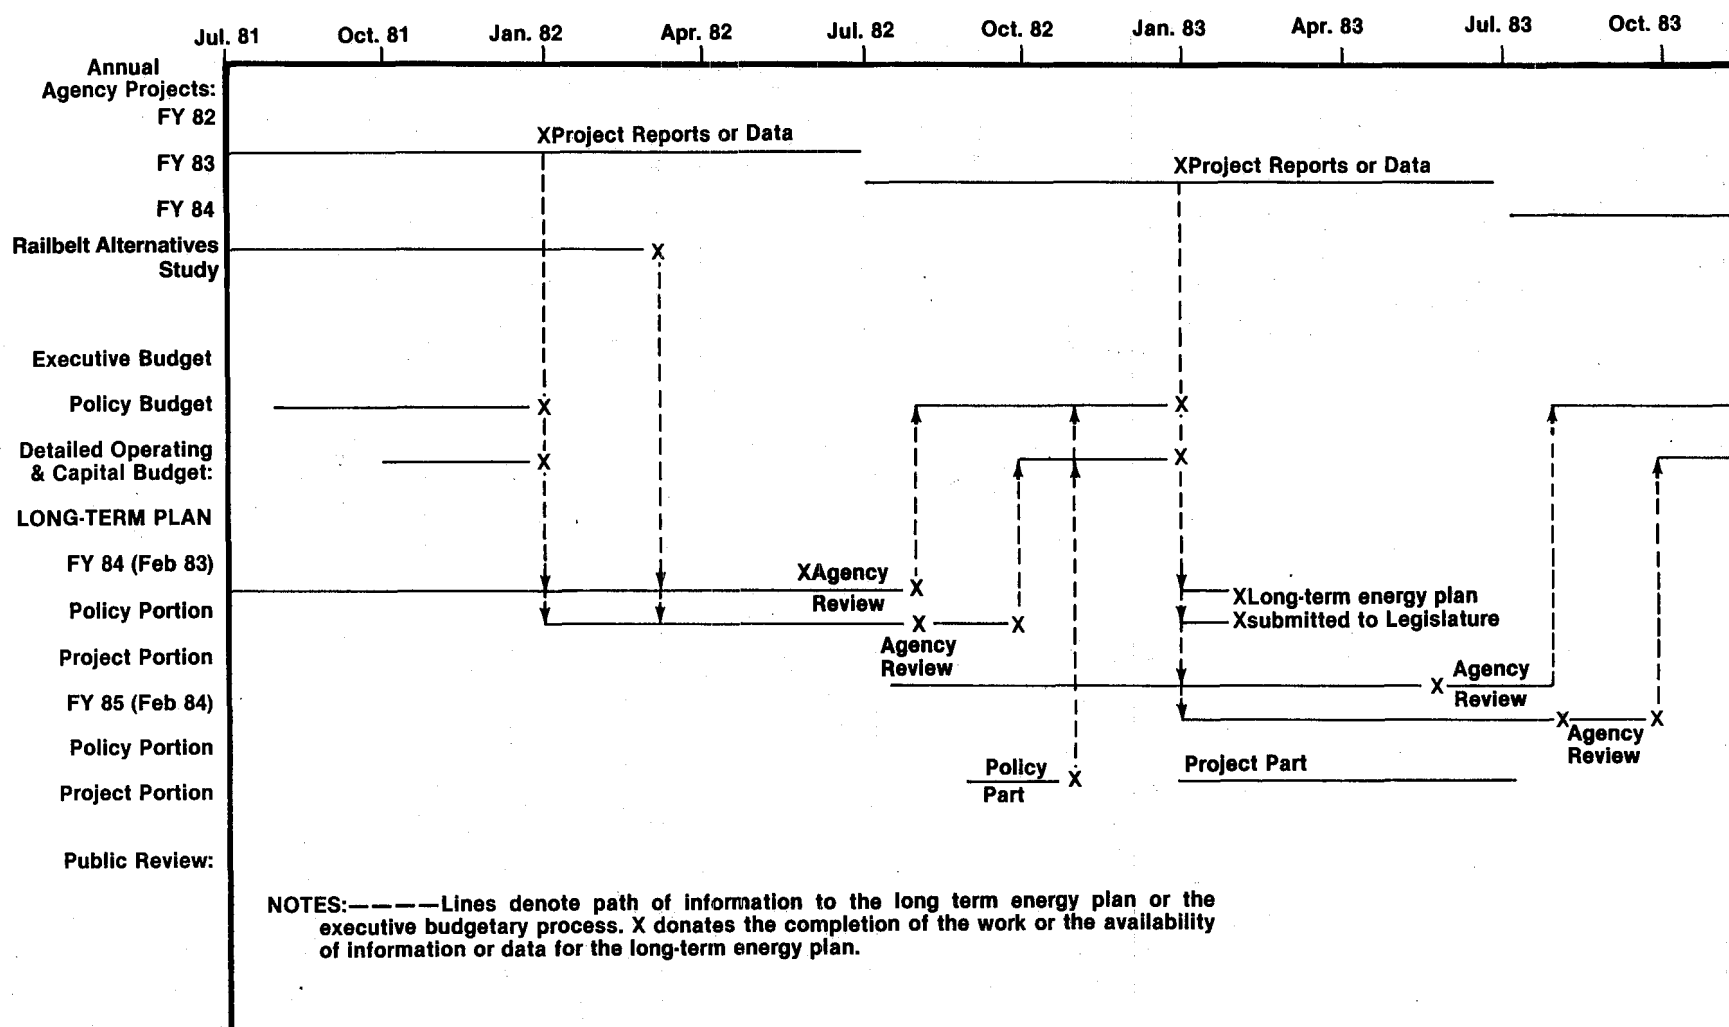 Jul. 81 Oct. 81 Jan. 82 Apr. 82 Jul. 82 Oct. 82 Jan. 83 Apr. 83 Jul. 83 Oct. 83
Annual
Agency Projects:
FY 82
XProject Reports or Data
FY 83
XProject Reports or Data
FY 84
Railbelt Alternatives
X
Study
Executive Budget
Policy Budget
X X
Detailed Operating
& Capital Budget:
X X
LONG-TERM PLAN
FY 84 (Feb 83)
XAgency
Review
X
XLong-term energy plan
Xsubmitted to Legislature
Policy Portion
X X
Agency
Review
Project Portion
X
Agency
Review
FY 85 (Feb 84)
X X
Agency
Review
Policy Portion
Policy
Part
X
Project Part
Project Portion
Public Review:
NOTES:————Lines denote path of information to the long term energy plan or the
executive budgetary process. X donates the completion of the work or the availability
of information or data for the long-term energy plan.